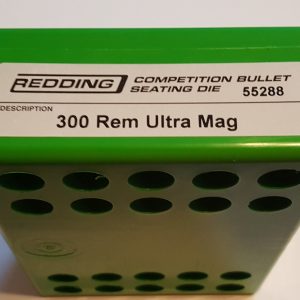 REDDING COMPETITION BULLET
SEATING DIE 55288
DESCRIPTION
300 Rem Ultra Mag